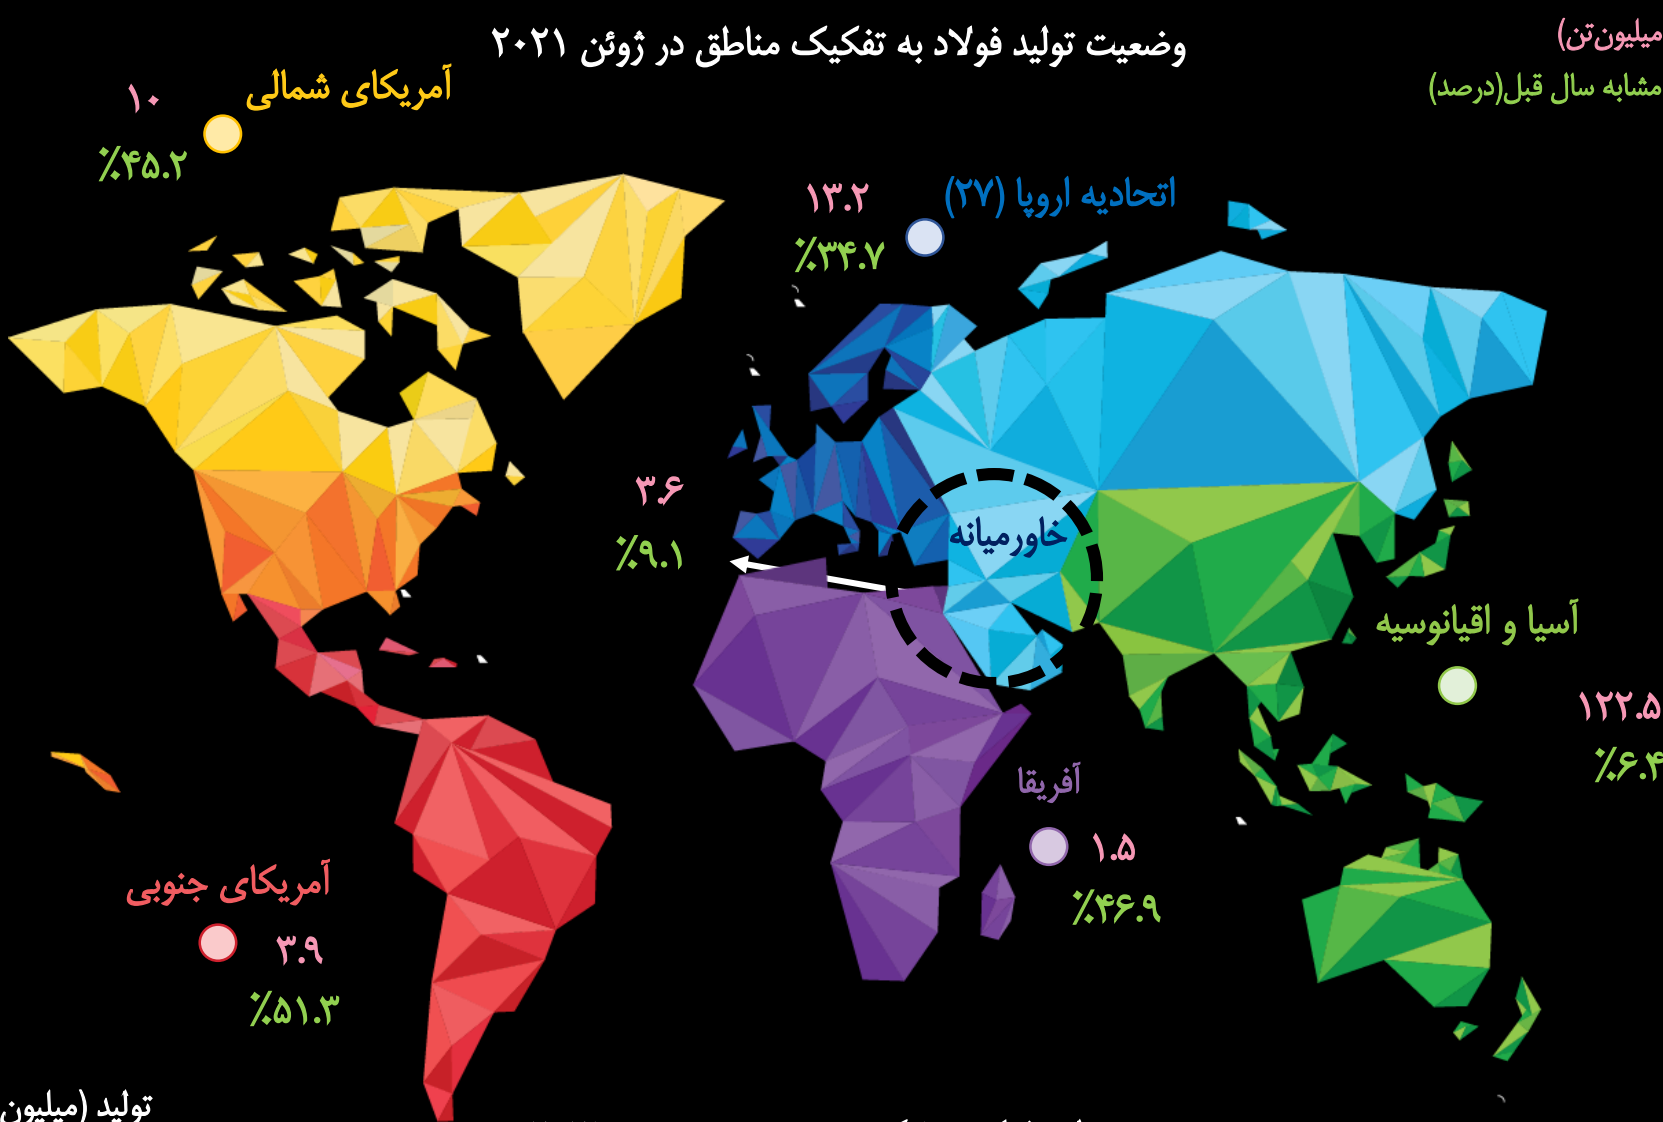 وضعیت تولید فولاد به تفکیک مناطق در ژوئن ۲۰۲۱
میلیون‌تن)
مشابه سال قبل(درصد)
آمریکای شمالی
۱۰
٪۴۵.۲
اتحادیه اروپا (۲۷)
۱۳.۲
٪۳۴.۷
خاورمیانه
۳.۶
٪۹.۱
آسیا و اقیانوسیه
۱۲۲.۵
٪۶.۴
آفریقا
۱.۵
٪۴۶.۹
آمریکای جنوبی
۳.۹
٪۵۱.۳
تولید (میلیون